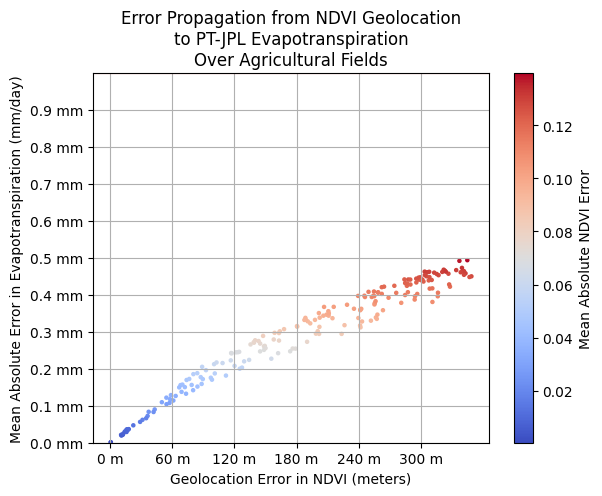 Error Propagation from NDVI Geolocation
to PT-JPL Evapotranspiration
Over Agricultural Fields
Mean Absolute Error in Evapotranspiration (mm/day)
0.9 mm
0.8 mm
0.7 mm
0.6 mm
0.5 mm
0.4 mm
0.3 mm
0.2 mm
0.1 mm
0.0 mm
0 m
60 m
120 m
180 m
240 m
300 m
Geolocation Error in NDVI (meters)
0.12
0.10
0.08
0.06
0.04
0.02
Mean Absolute NDVI Error